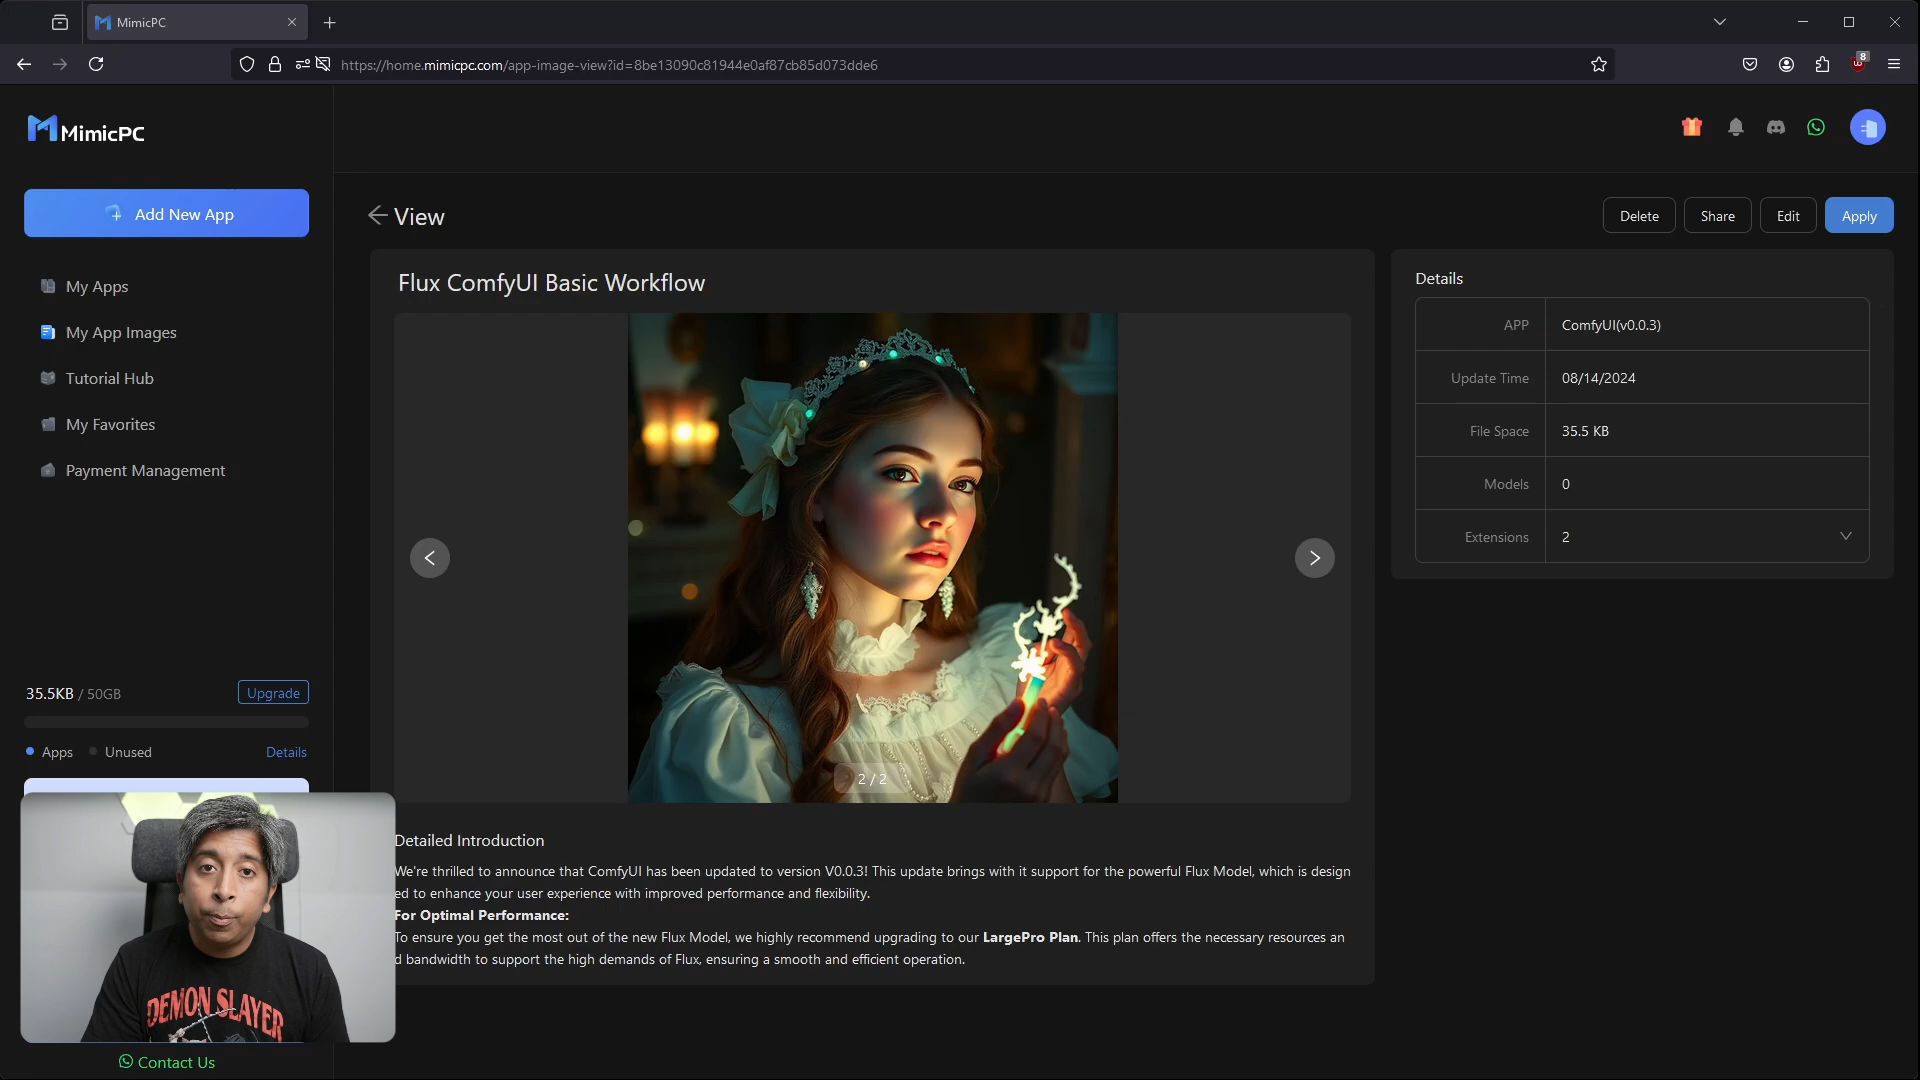 MimicPC
https://home.mimicpc.com/app-image-view?id=8be13090c81944e0af87cb85d073dde6
8
MimicPC
Add New App
My Apps
My App Images
Tutorial Hub
My Favorites
Payment Management
35.5KB / 50GB
Upgrade
Apps
Unused
Details
Contact Us
View
Delete
Share
Edit
Apply
Flux ComfyUI Basic Workflow
2 / 2
Detailed Introduction
We're thrilled to announce that ComfyUI has been updated to version V0.0.3! This update brings with it support for the powerful Flux Model, which is design
ed to enhance your user experience with improved performance and flexibility.
For Optimal Performance:
To ensure you get the most out of the new Flux Model, we highly recommend upgrading to our LargePro Plan. This plan offers the necessary resources an
d bandwidth to support the high demands of Flux, ensuring a smooth and efficient operation.
Details
APP ComfyUI(v0.0.3)
Update Time 08/14/2024
File Space 35.5 KB
Models 0
Extensions 2
DEMON SLAYER